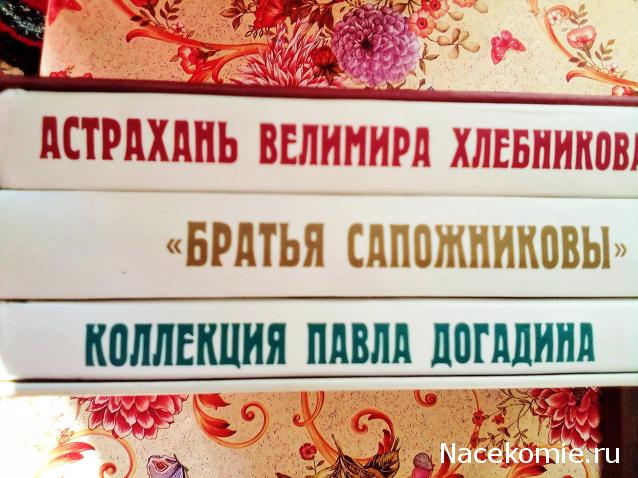 АСТРАХАНЬ ВЕЛИМИРА ХЛЕБНИКОВА
«БРАТЬЯ САПОЖНИКОВЫ»
КОЛЛЕКЦИЯ ПАВЛА ДОГАДИНА
Nacekomie.ru